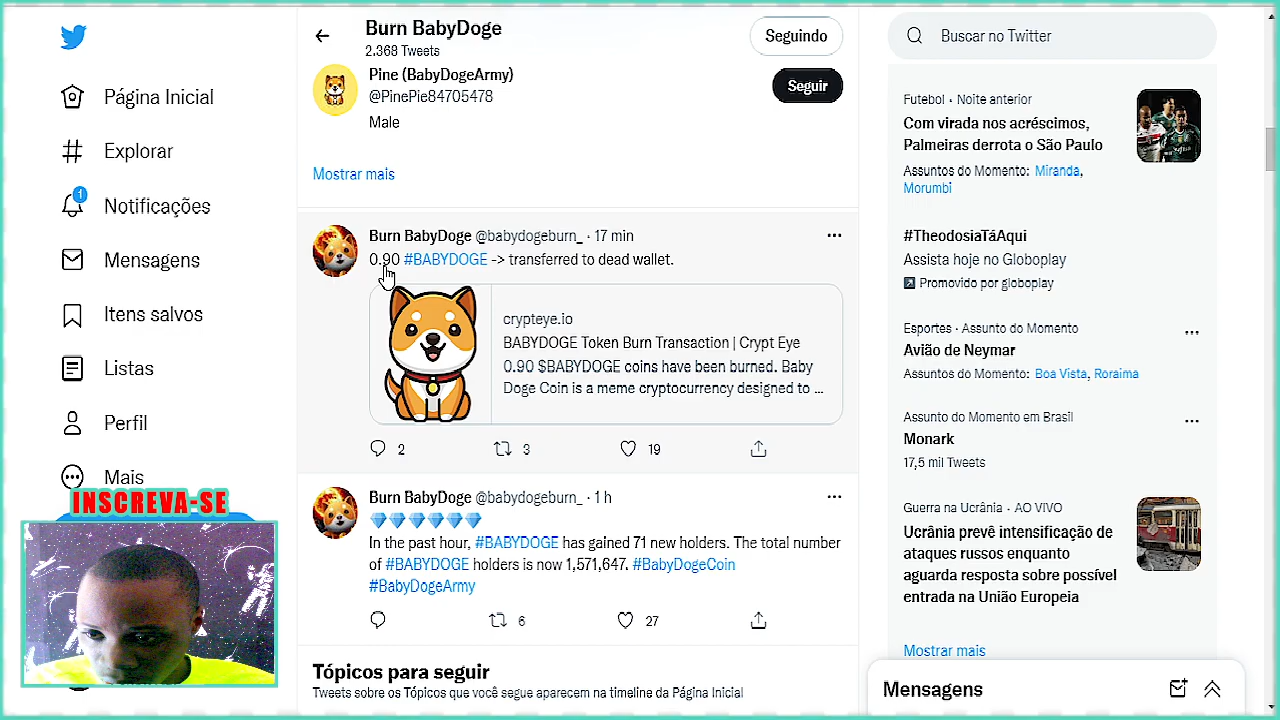 Burn BabyDoge
2.368 Tweets
Seguindo
Buscar no Twitter
Página Inicial
Explorar
1
Notificações
Mensagens
Itens salvos
Listas
Perfil
Mais
INSCREVA-SE
Pine (BabyDogeArmy)
@PinePie84705478
Seguir
Male
Mostrar mais
Burn BabyDoge @babydogeburn_ · 17 min
0.90 #BABYDOGE -> transferred to dead wallet.
crypteye.io
BABYDOGE Token Burn Transaction | Crypt Eye
0.90 $BABYDOGE coins have been burned. Baby
Doge Coin is a meme cryptocurrency designed to ...
2 3 19
Burn BabyDoge @babydogeburn_ · 1 h
In the past hour, #BABYDOGE has gained 71 new holders. The total number
of #BABYDOGE holders is now 1,571,647. #BabyDogeCoin
#BabyDogeArmy
6 27
Tópicos para seguir
Tweets sobre os Tópicos que você segue aparecem na timeline da Página Inicial
Futebol · Noite anterior
Com virada nos acréscimos,
Palmeiras derrota o São Paulo
Assuntos do Momento: Miranda,
Morumbi
#TheodosiaTáAqui
Assista hoje no Globoplay
Promovido por globoplay
Esportes · Assunto do Momento
Avião de Neymar
Assuntos do Momento: Boa Vista, Roraima
Assunto do Momento em Brasil
Monark
17,5 mil Tweets
Guerra na Ucrânia · AO VIVO
Ucrânia prevê intensificação de
ataques russos enquanto
aguarda resposta sobre possível
entrada na União Europeia
Mostrar mais
Mensagens